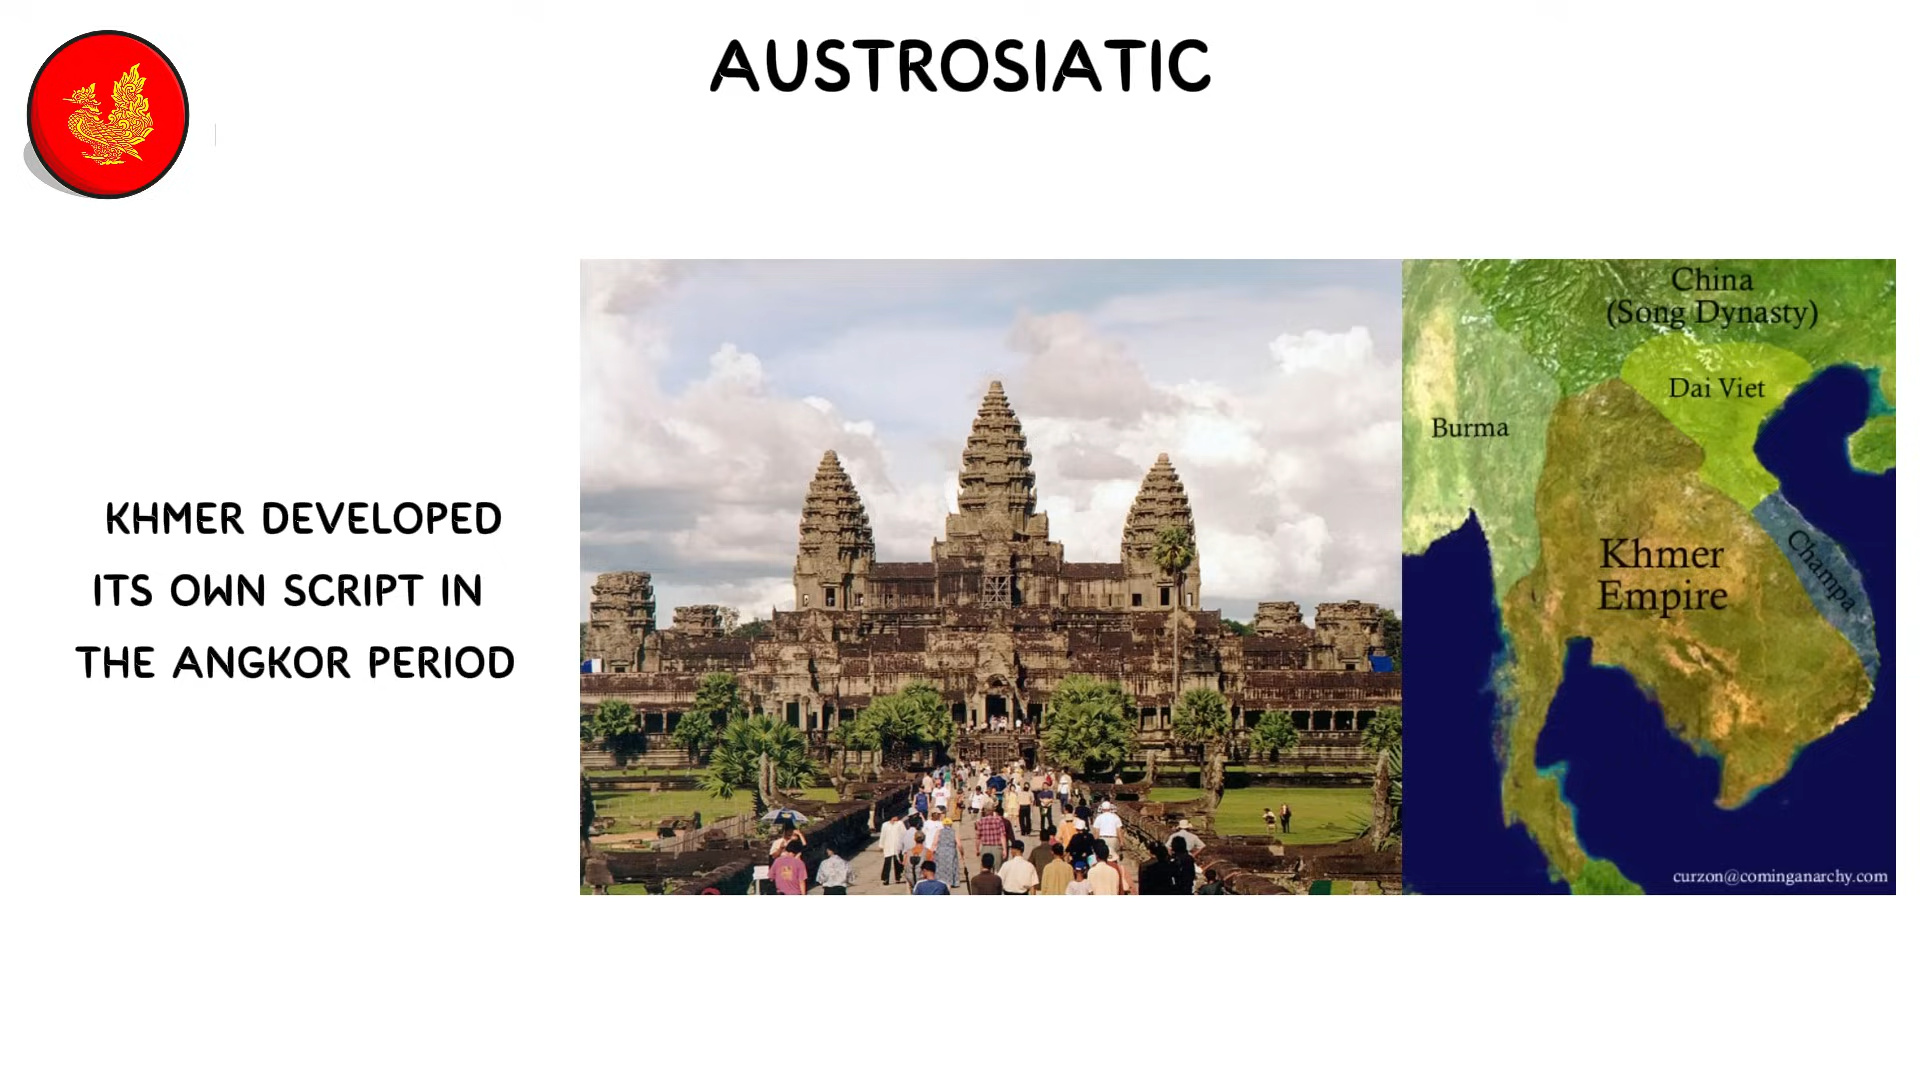 AUSTROSIATIC
KHMER DEVELOPED
ITS OWN SCRIPT IN
THE ANGKOR PERIOD
China
(Song Dynasty)
Dai Viet
Burma
Khmer
Empire
Champa
curzon@cominganarchy.com